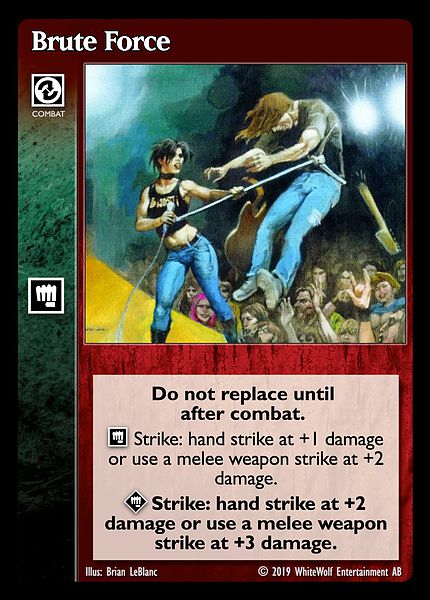 Brute Force
COMBAT
Do not replace until
after combat.
Strike: hand strike at +1 damage
or use a melee weapon strike at +2
damage.
Strike: hand strike at +2
damage or use a melee weapon
strike at +3 damage.
Illus: Brian LeBlanc © 2019 WhiteWolf Entertainment AB